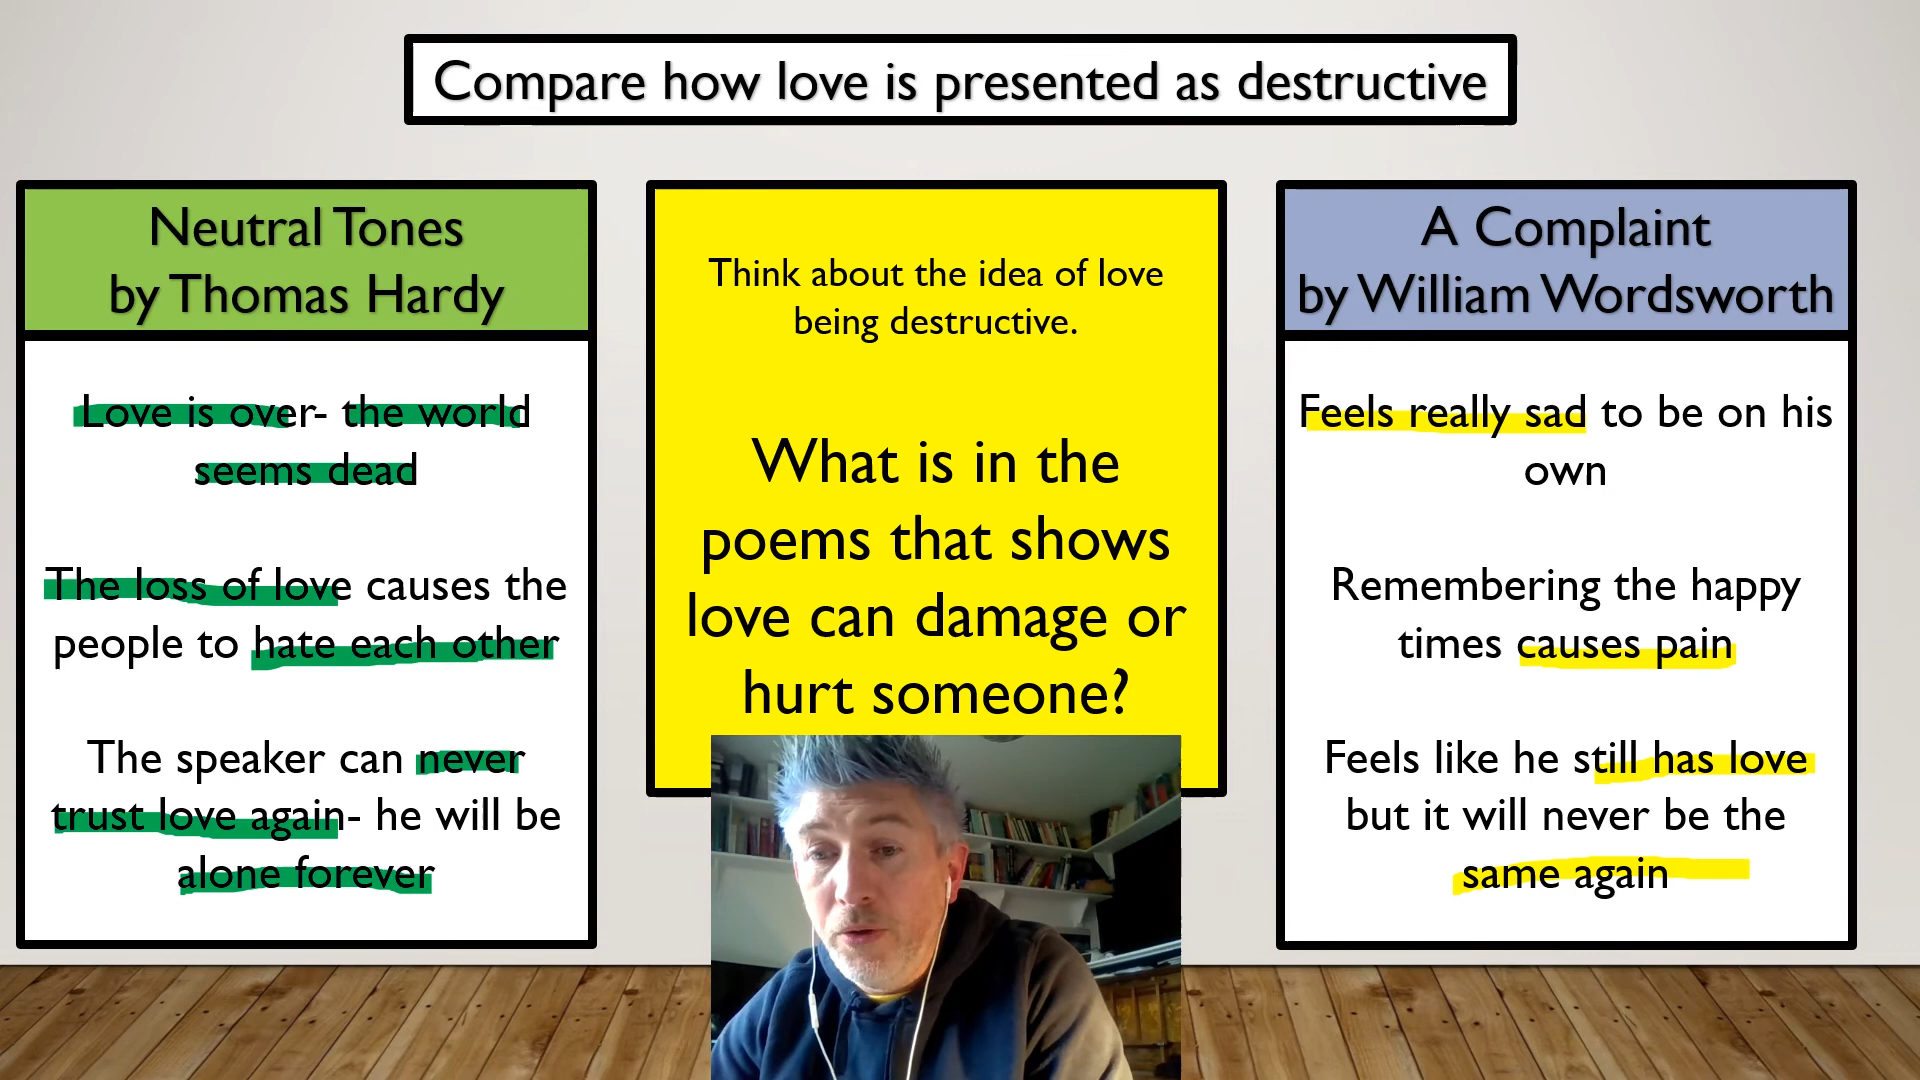 Compare how love is presented as destructive
Neutral Tones
by Thomas Hardy
Love is over- the world
seems dead
The loss of love causes the
people to hate each other
The speaker can never
trust love again- he will be
alone forever
Think about the idea of love
being destructive.
What is in the
poems that shows
love can damage or
hurt someone?
A Complaint
by William Wordsworth
Feels really sad to be on his
own
Remembering the happy
times causes pain
Feels like he still has love
but it will never be the
same again